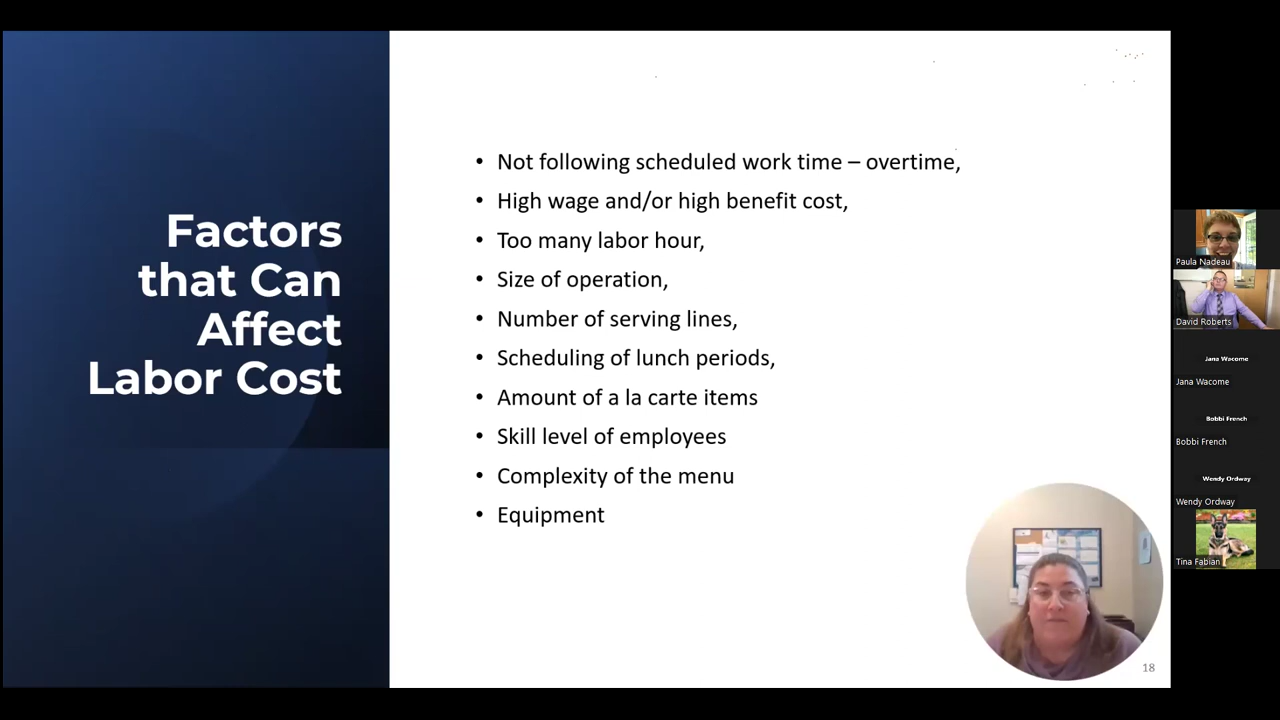 Factors
that Can
Affect
Labor Cost
• Not following scheduled work time – overtime,
• High wage and/or high benefit cost,
• Too many labor hour,
• Size of operation,
• Number of serving lines,
• Scheduling of lunch periods,
• Amount of a la carte items
• Skill level of employees
• Complexity of the menu
• Equipment
18
Paula Nadeau
David Roberts
Jana Wacome
Jana Wacome
Bobbi French
Bobbi French
Wendy Ordway
Wendy Ordway
Tina Fabian